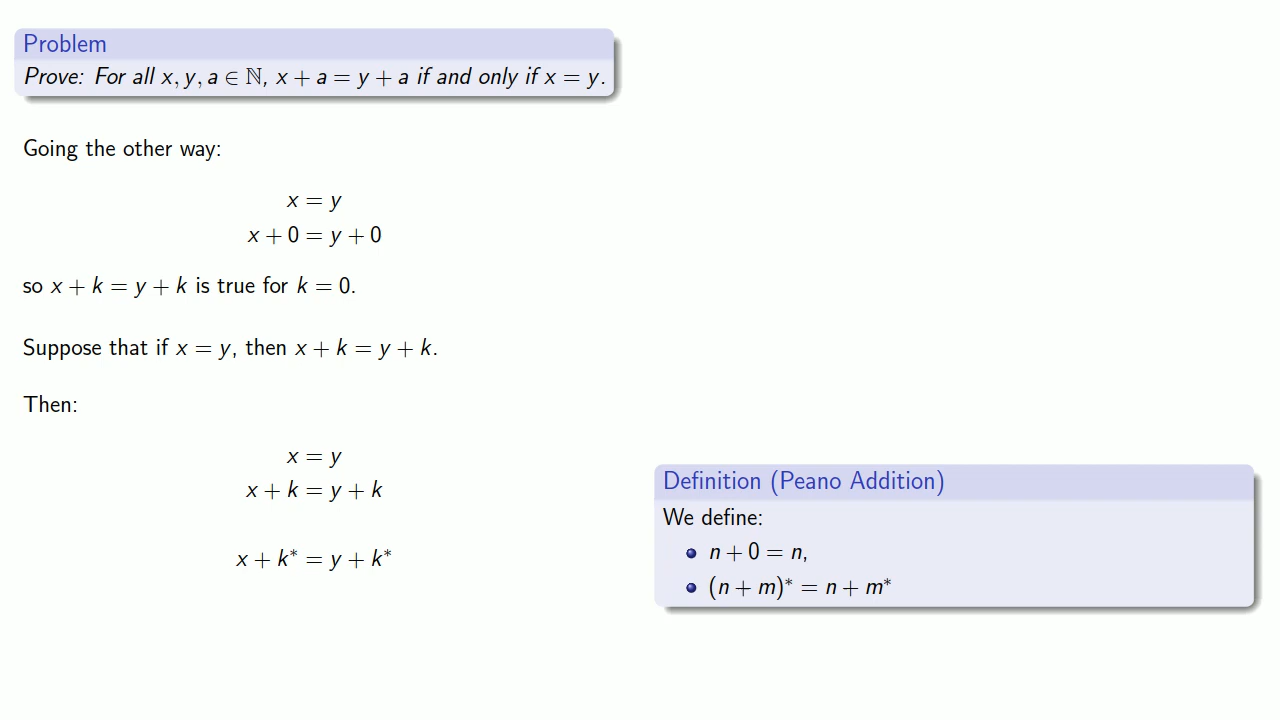 Problem
Prove: For all x, y, a ∈ ℕ, x + a = y + a if and only if x = y.
Going the other way:
x = y
x + 0 = y + 0
so x + k = y + k is true for k = 0.
Suppose that if x = y, then x + k = y + k.
Then:
x = y
x + k = y + k
x + k* = y + k*
Definition (Peano Addition)
We define:
n + 0 = n,
(n + m)* = n + m*